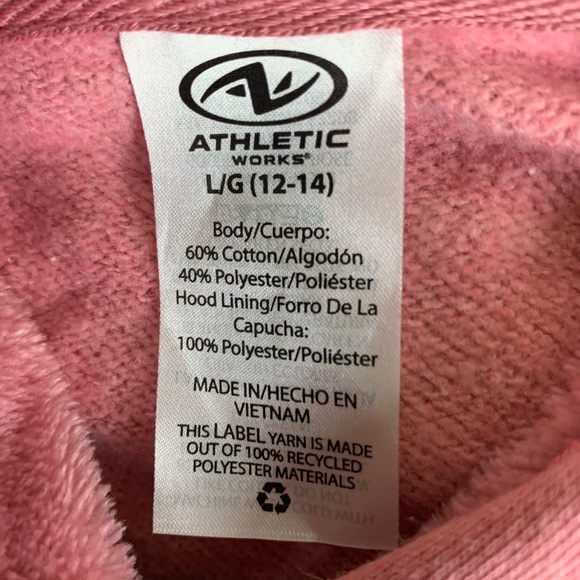 ATHLETIC
WORKS®
L/G (12-14)
Body/Cuerpo:
60% Cotton/Algodón
40% Polyester/Poliéster
Hood Lining/Forro De La
Capucha:
100% Polyester/Poliéster
MADE IN/HECHO EN
VIETNAM
THIS LABEL YARN IS MADE
OUT OF 100% RECYCLED
POLYESTER MATERIALS